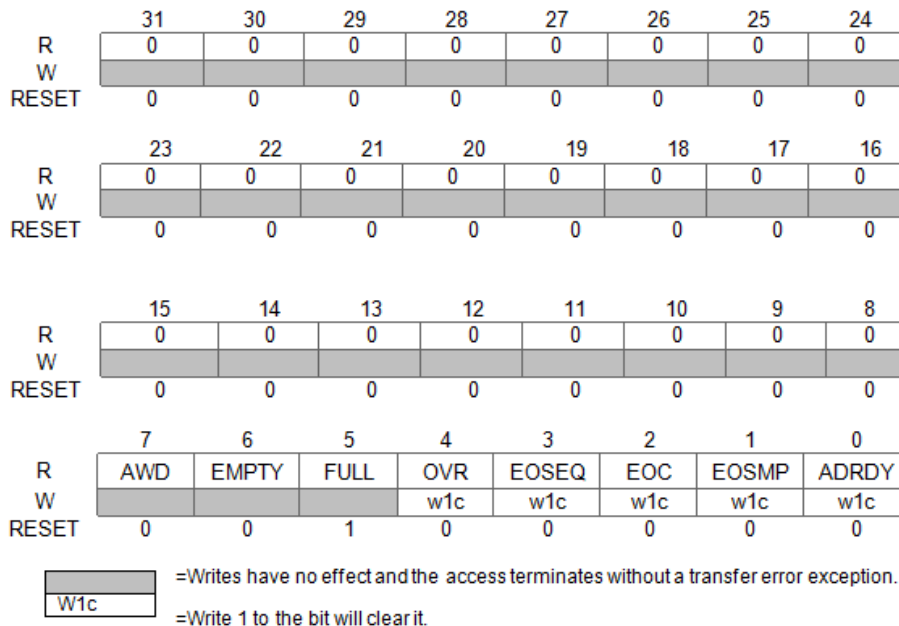 31 30 29 28 27 26 25 24
R 0 0 0 0 0 0 0 0
W
RESET 0 0 0 0 0 0 0 0
23 22 21 20 19 18 17 16
R 0 0 0 0 0 0 0 0
W
RESET 0 0 0 0 0 0 0 0
15 14 13 12 11 10 9 8
R 0 0 0 0 0 0 0 0
W
RESET 0 0 0 0 0 0 0 0
7 6 5 4 3 2 1 0
R AWD EMPTY FULL OVR EOSEQ EOC EOSMP ADRDY
W w1c w1c w1c w1c w1c
RESET 0 0 1 0 0 0 0 0
=Writes have no effect and the access terminates without a transfer error exception.
W1c
=Write 1 to the bit will clear it.